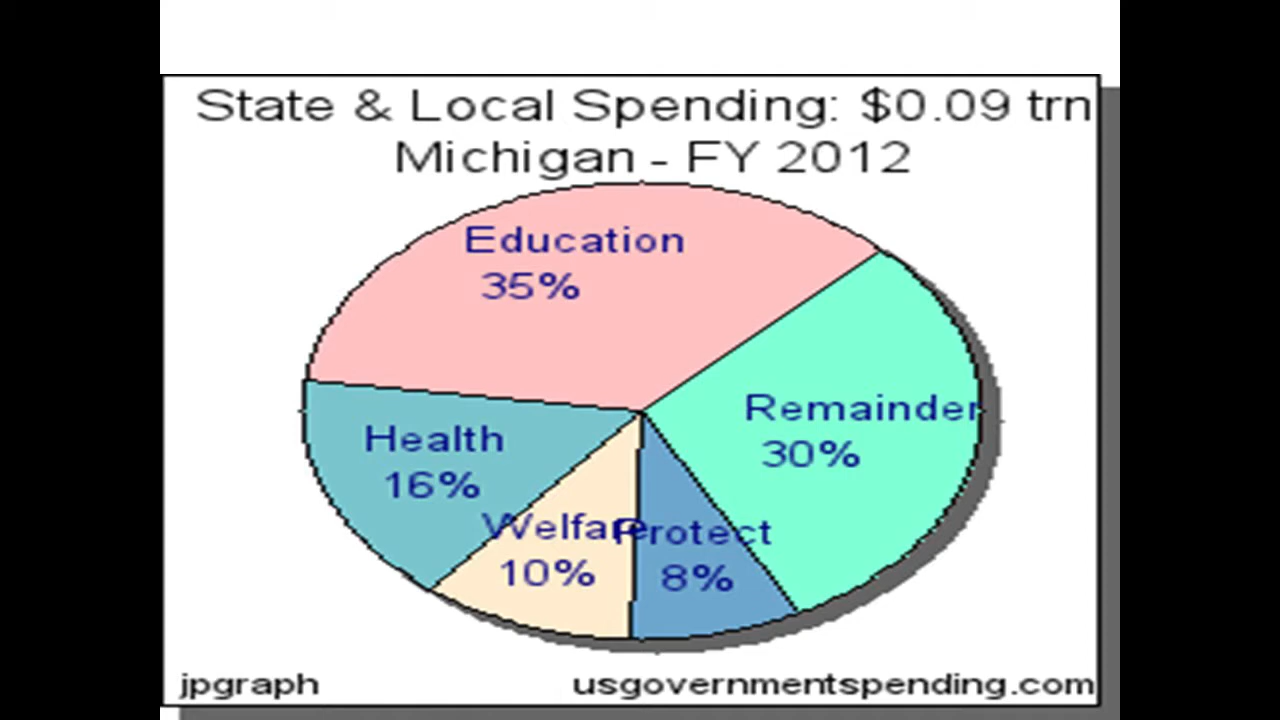 State & Local Spending: $0.09 trn
Michigan - FY 2012
Education
35%
Remainder
30%
Health
16%
Welfare
10%
Protect
8%
jpgraph
usgovernmentspending.com